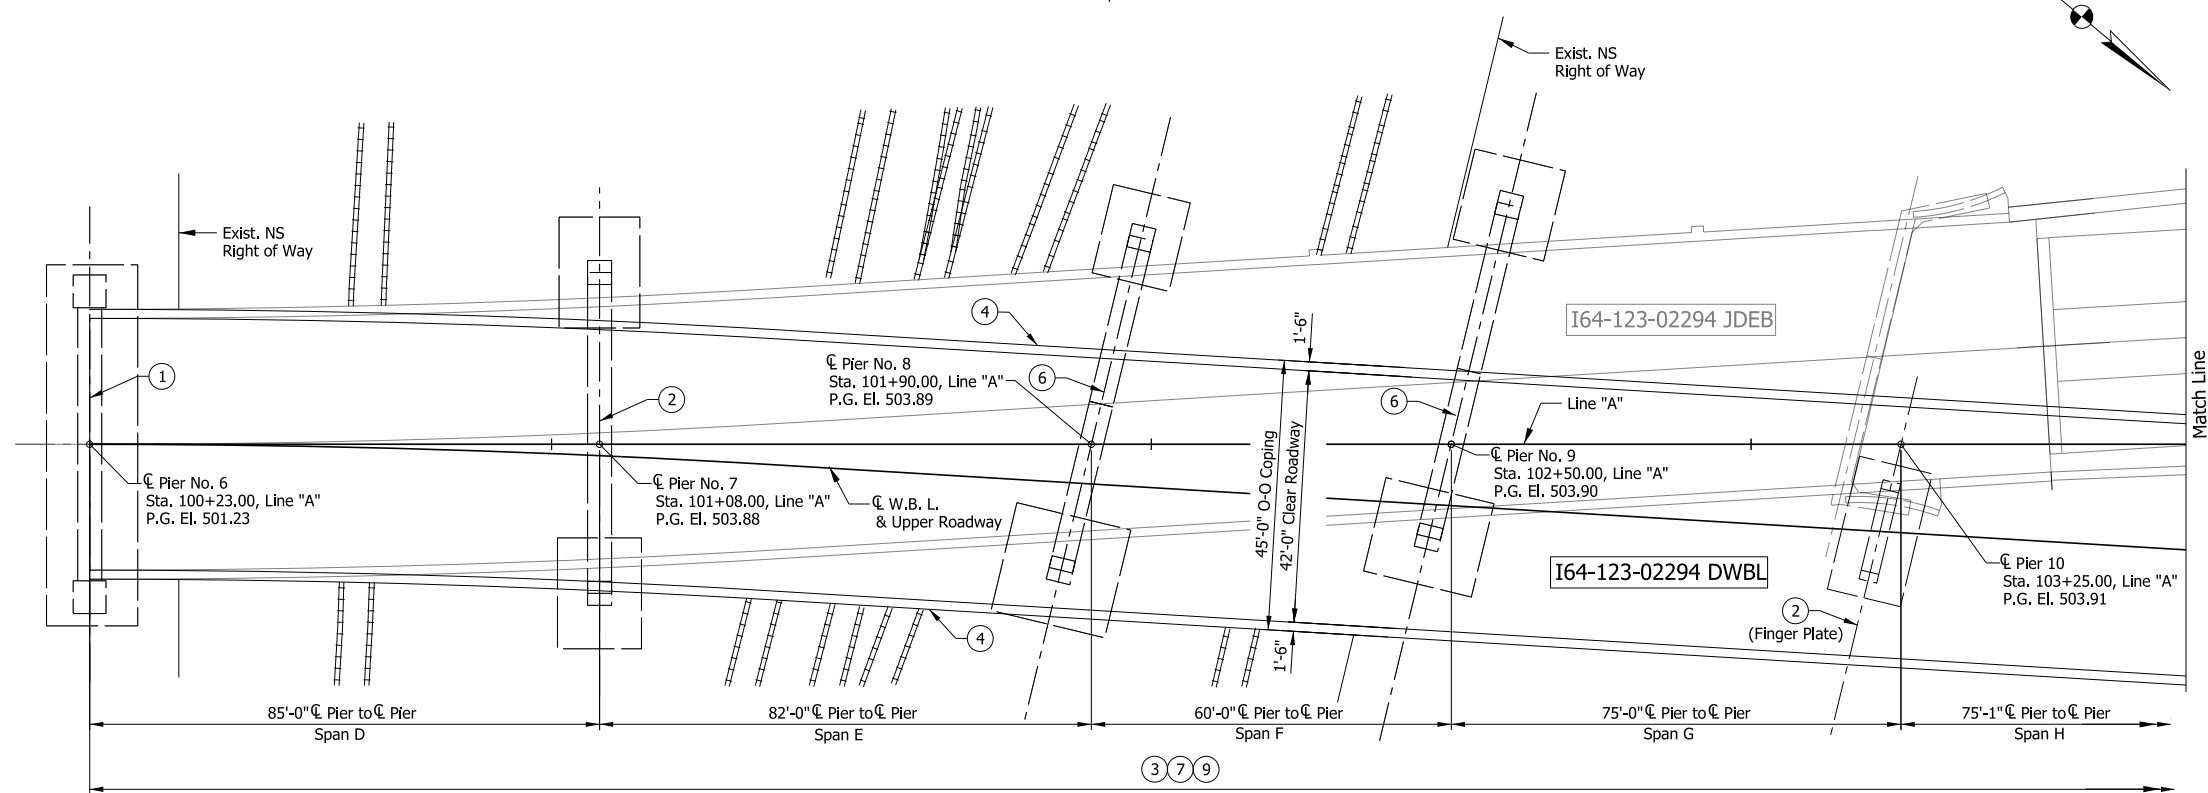 Exist. NS
Right of Way
Exist. NS
Right of Way
4
1'-6"
I64-123-02294 JDEB
Match Line
1
℄ Pier No. 8
Sta. 101+90.00, Line "A"
P.G. El. 503.89
6
2
6
Line "A"
45'-0" O-O Coping
42'-0" Clear Roadway
℄ Pier No. 6
Sta. 100+23.00, Line "A"
P.G. El. 501.23
℄ Pier No. 7
Sta. 101+08.00, Line "A"
P.G. El. 503.88
℄ W.B. L.
& Upper Roadway
℄ Pier No. 9
Sta. 102+50.00, Line "A"
P.G. El. 503.90
I64-123-02294 DWBL
℄ Pier 10
Sta. 103+25.00, Line "A"
P.G. El. 503.91
2
(Finger Plate)
4
1'-6"
85'-0" ℄ Pier to ℄ Pier
Span D
82'-0" ℄ Pier to ℄ Pier
Span E
60'-0" ℄ Pier to ℄ Pier
Span F
75'-0" ℄ Pier to ℄ Pier
Span G
75'-1" ℄ Pier to ℄ Pier
Span H
3 7 9